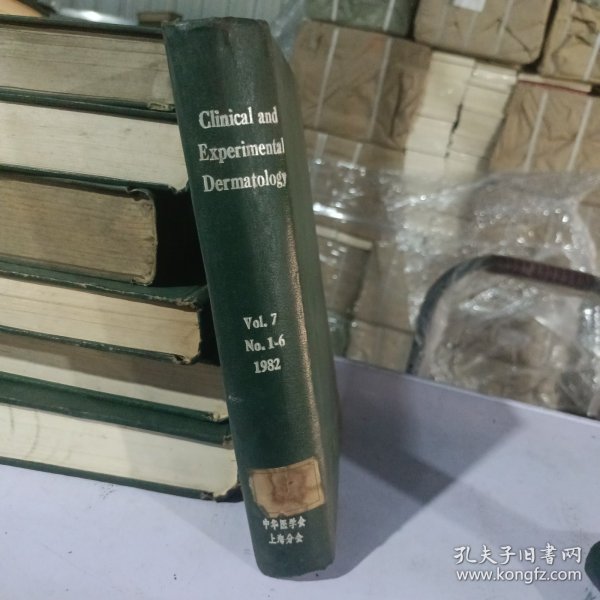 Clinical and
Experimental
Dermatology
Vol. 7
No. 1-6
1982
中华医学会
上海分会
孔夫子旧书网
www.kongfz.com